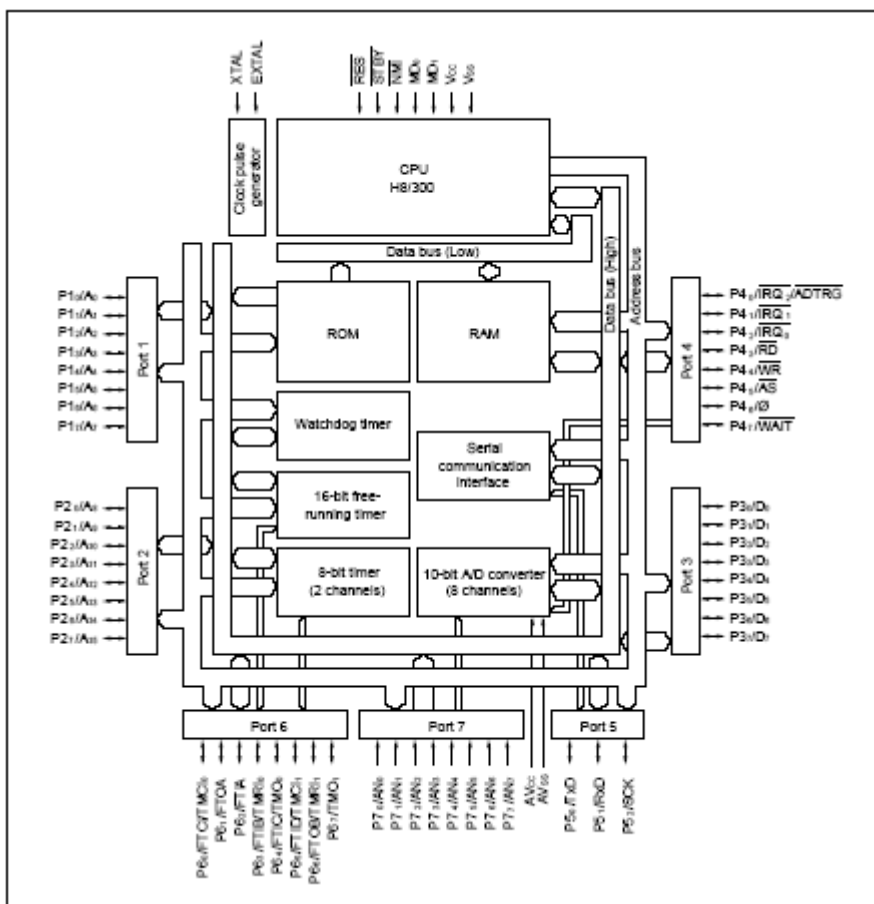 XTAL
EXTAL
RES
STBY
NMI
MD₀
MD₁
Vcc
Vss
Clock pulse
generator
CPU
H8/300
Data bus (Low)
Data bus (High)
Address bus
ROM
RAM
Watchdog timer
Serial
communication
interface
16-bit free-
running timer
8-bit timer
(2 channels)
10-bit A/D converter
(8 channels)
P1₀/A₀
P1₁/A₁
P1₂/A₂
P1₃/A₃
P1₄/A₄
P1₅/A₅
P1₆/A₆
P1₇/A₇
Port 1
P2₀/A₈
P2₁/A₉
P2₂/A₁₀
P2₃/A₁₁
P2₄/A₁₂
P2₅/A₁₃
P2₆/A₁₄
P2₇/A₁₅
Port 2
Port 4
P4₀/IRQ₂/ADTRG
P4₁/IRQ₁
P4₂/IRQ₀
P4₃/RD
P4₄/WR
P4₅/AS
P4₆/Ø
P4₇/WAIT
Port 3
P3₀/D₀
P3₁/D₁
P3₂/D₂
P3₃/D₃
P3₄/D₄
P3₅/D₅
P3₆/D₆
P3₇/D₇
Port 6
Port 7
Port 5
P6₀/FTCI/TMCI₀
P6₁/FTOA
P6₂/FTIA
P6₃/FTIB/TMRI₀
P6₄/FTIC/TMO₀
P6₅/FTID/TMCI₁
P6₆/FTOB/TMRI₁
P6₇/TMO₁
P7₀/AN₀
P7₁/AN₁
P7₂/AN₂
P7₃/AN₃
P7₄/AN₄
P7₅/AN₅
P7₆/AN₆
P7₇/AN₇
AVcc
AVss
P5₀/TxD
P5₁/RxD
P5₂/SCK